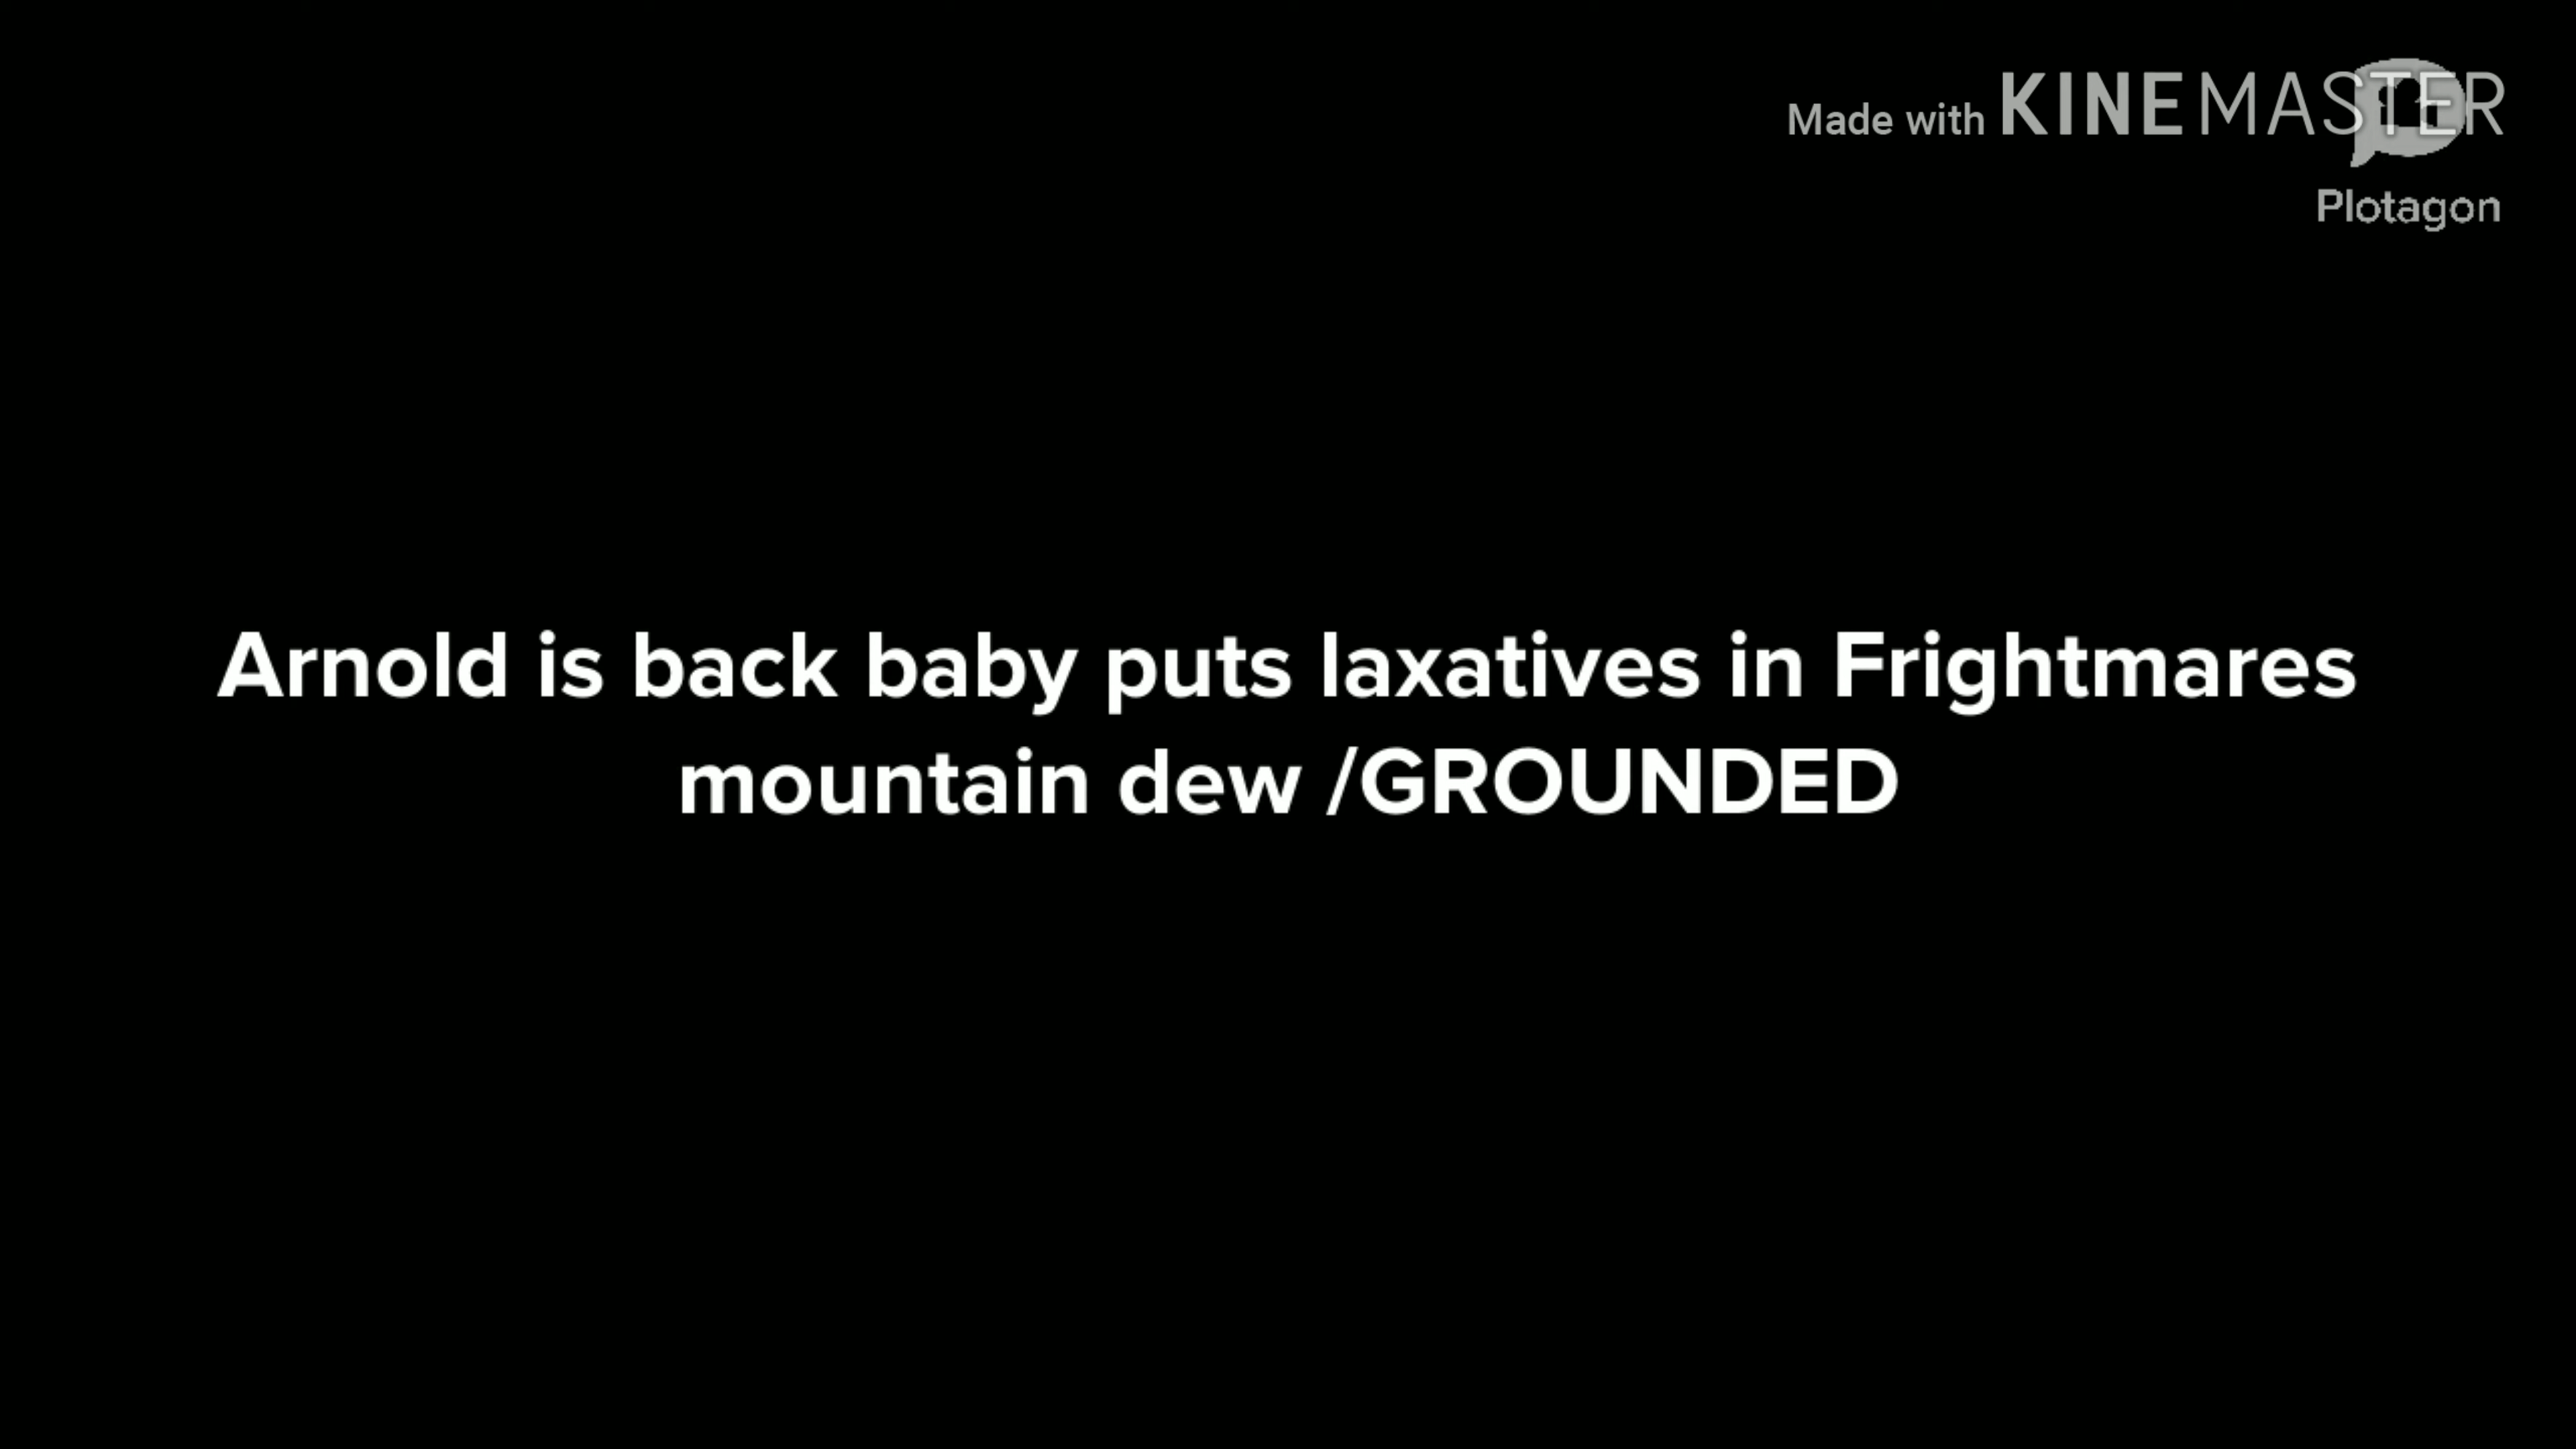 Made with KINEMASTER
Plotagon
Arnold is back baby puts laxatives in Frightmares
mountain dew /GROUNDED